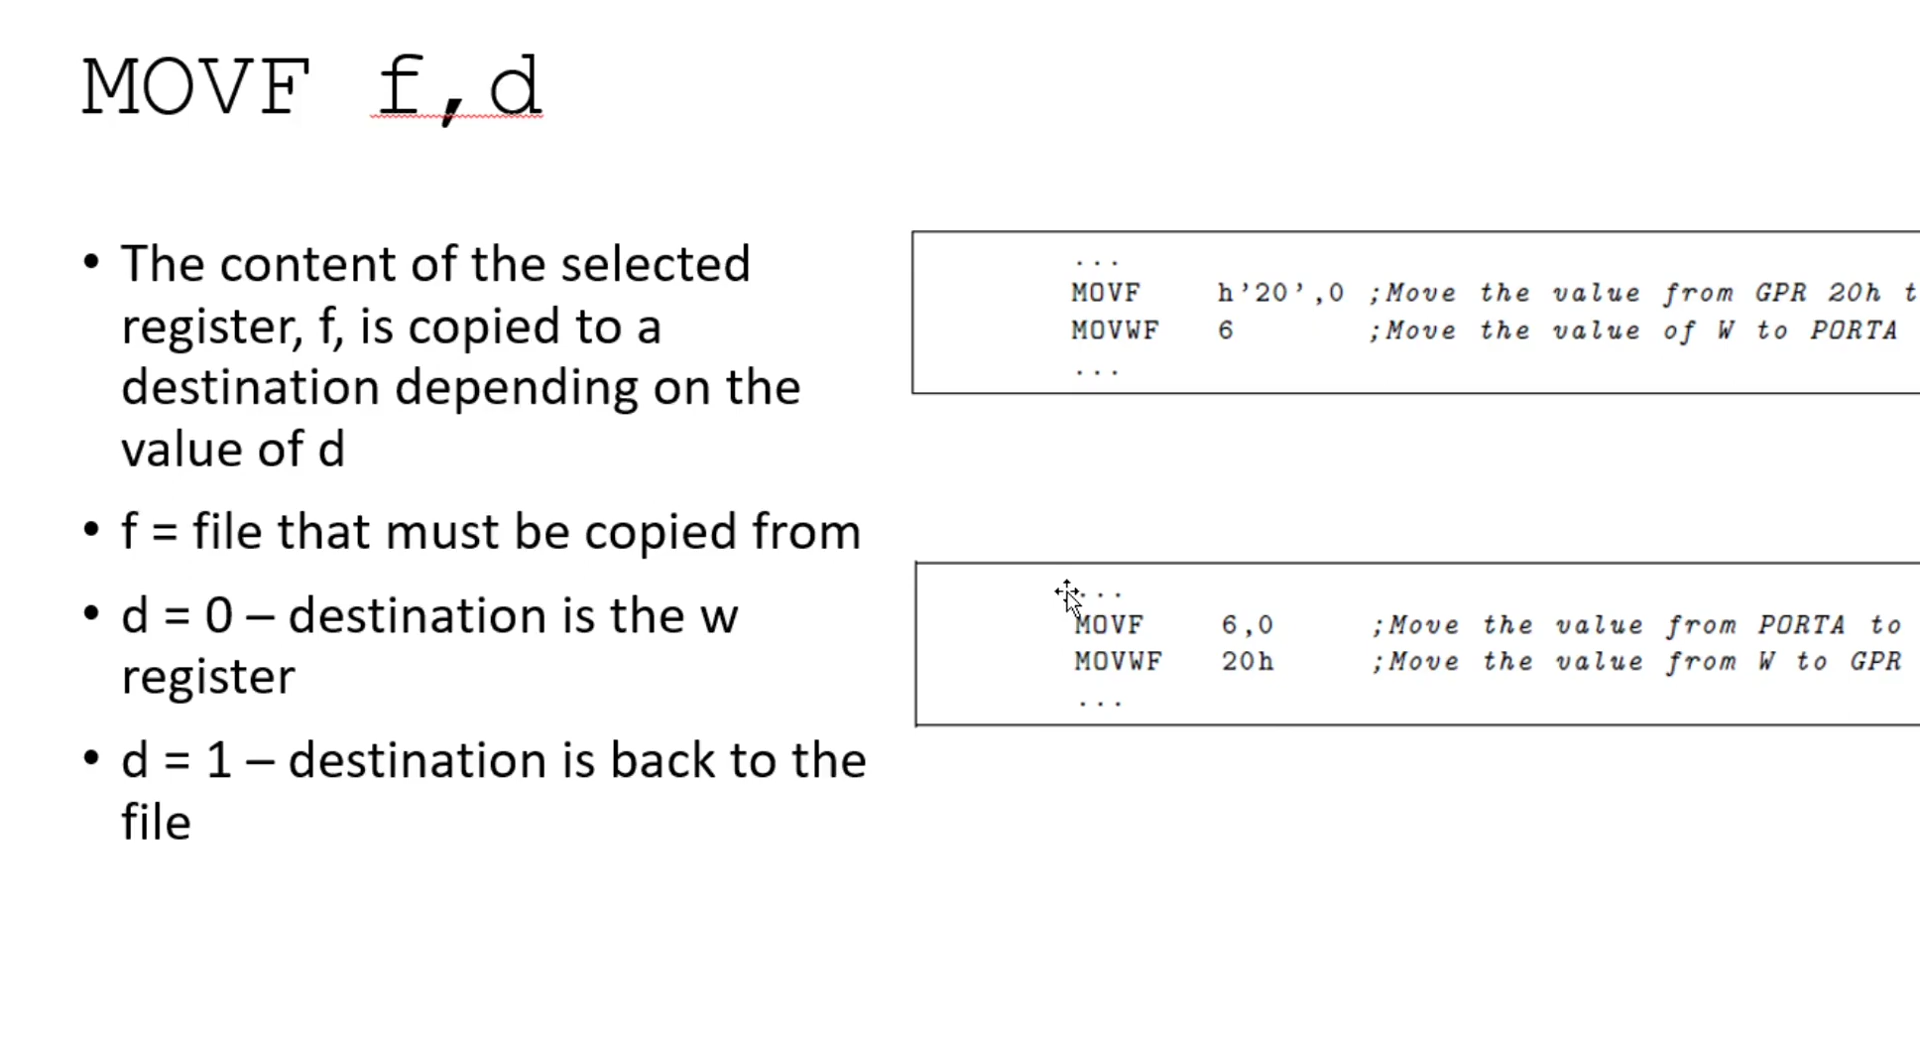 MOVF f,d
• The content of the selected
register, f, is copied to a
destination depending on the
value of d
• f = file that must be copied from
• d = 0 – destination is the w
register
• d = 1 – destination is back to the
file
...
MOVF h’20’,0 ;Move the value from GPR 20h t
MOVWF 6 ;Move the value of W to PORTA
...
...
MOVF 6,0 ;Move the value from PORTA to
MOVWF 20h ;Move the value from W to GPR
...